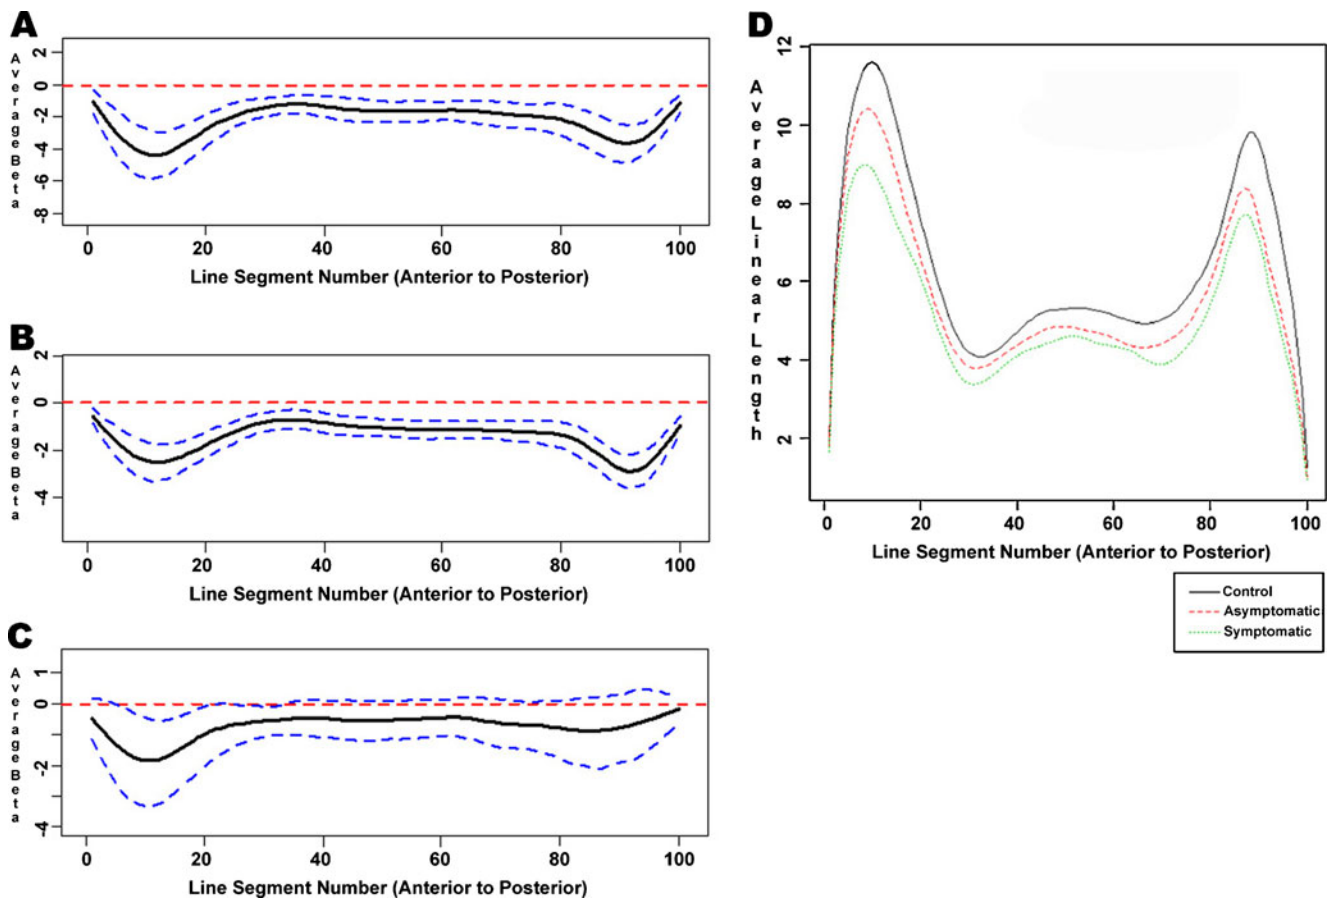 A
Average Beta
2
0
-2
-4
-6
-8
0 20 40 60 80 100
Line Segment Number (Anterior to Posterior)
B
Average Beta
2
0
-2
-4
0 20 40 60 80 100
Line Segment Number (Anterior to Posterior)
C
Average Beta
1
0
-2
-4
0 20 40 60 80 100
Line Segment Number (Anterior to Posterior)
D
Average Linear Length
12
10
8
6
4
2
0 20 40 60 80 100
Line Segment Number (Anterior to Posterior)
Control
Asymptomatic
Symptomatic